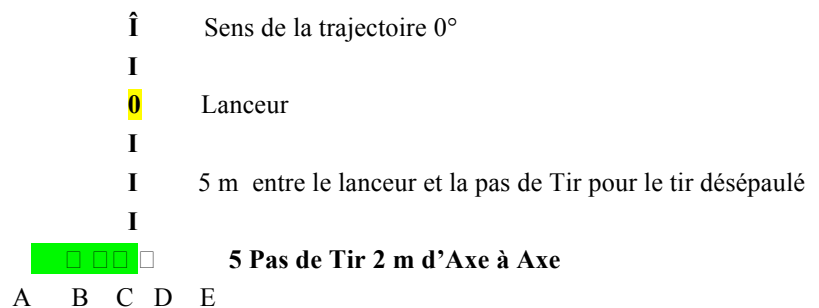 Î Sens de la trajectoire 0°
I
0 Lanceur
I
I 5 m entre le lanceur et la pas de Tir pour le tir désépaulé
I
□ □ □ □ 5 Pas de Tir 2 m d’Axe à Axe
A B C D E